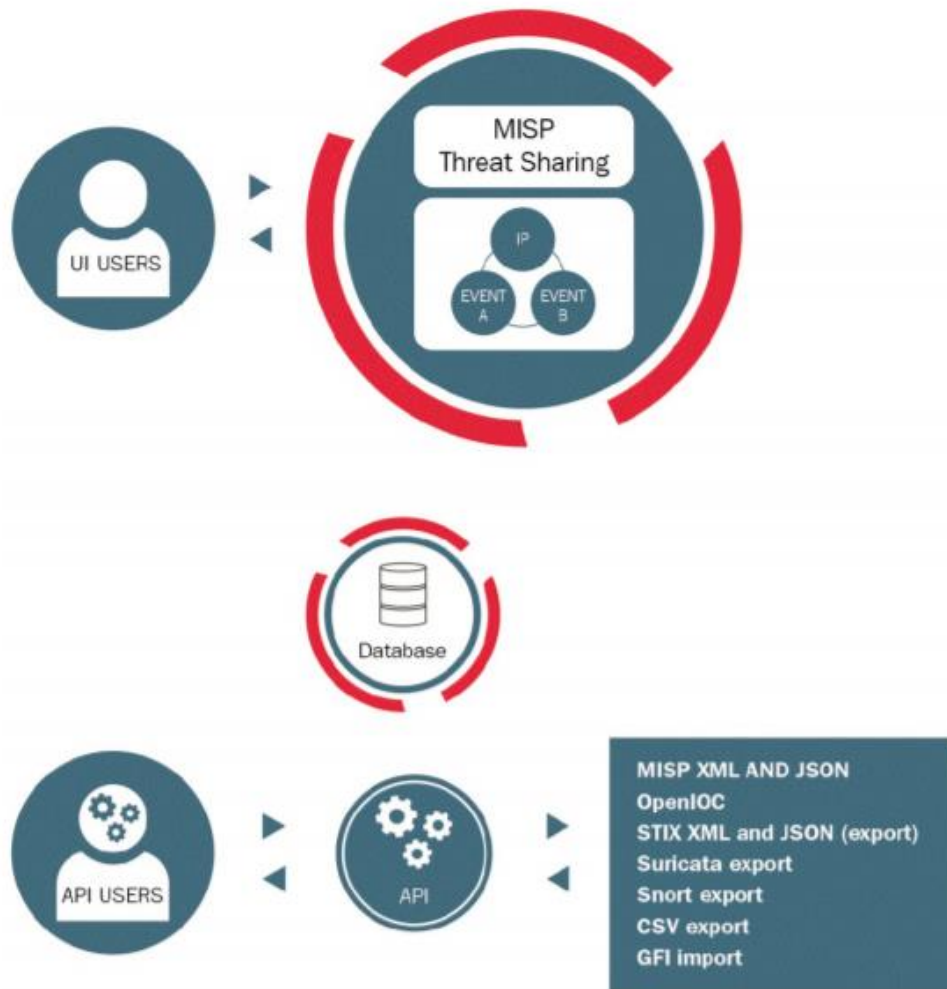 MISP
Threat Sharing
IP
EVENT
A
EVENT
B
UI USERS
Database
API USERS
API
MISP XML AND JSON
OpenIOC
STIX XML and JSON (export)
Suricata export
Snort export
CSV export
GFI import